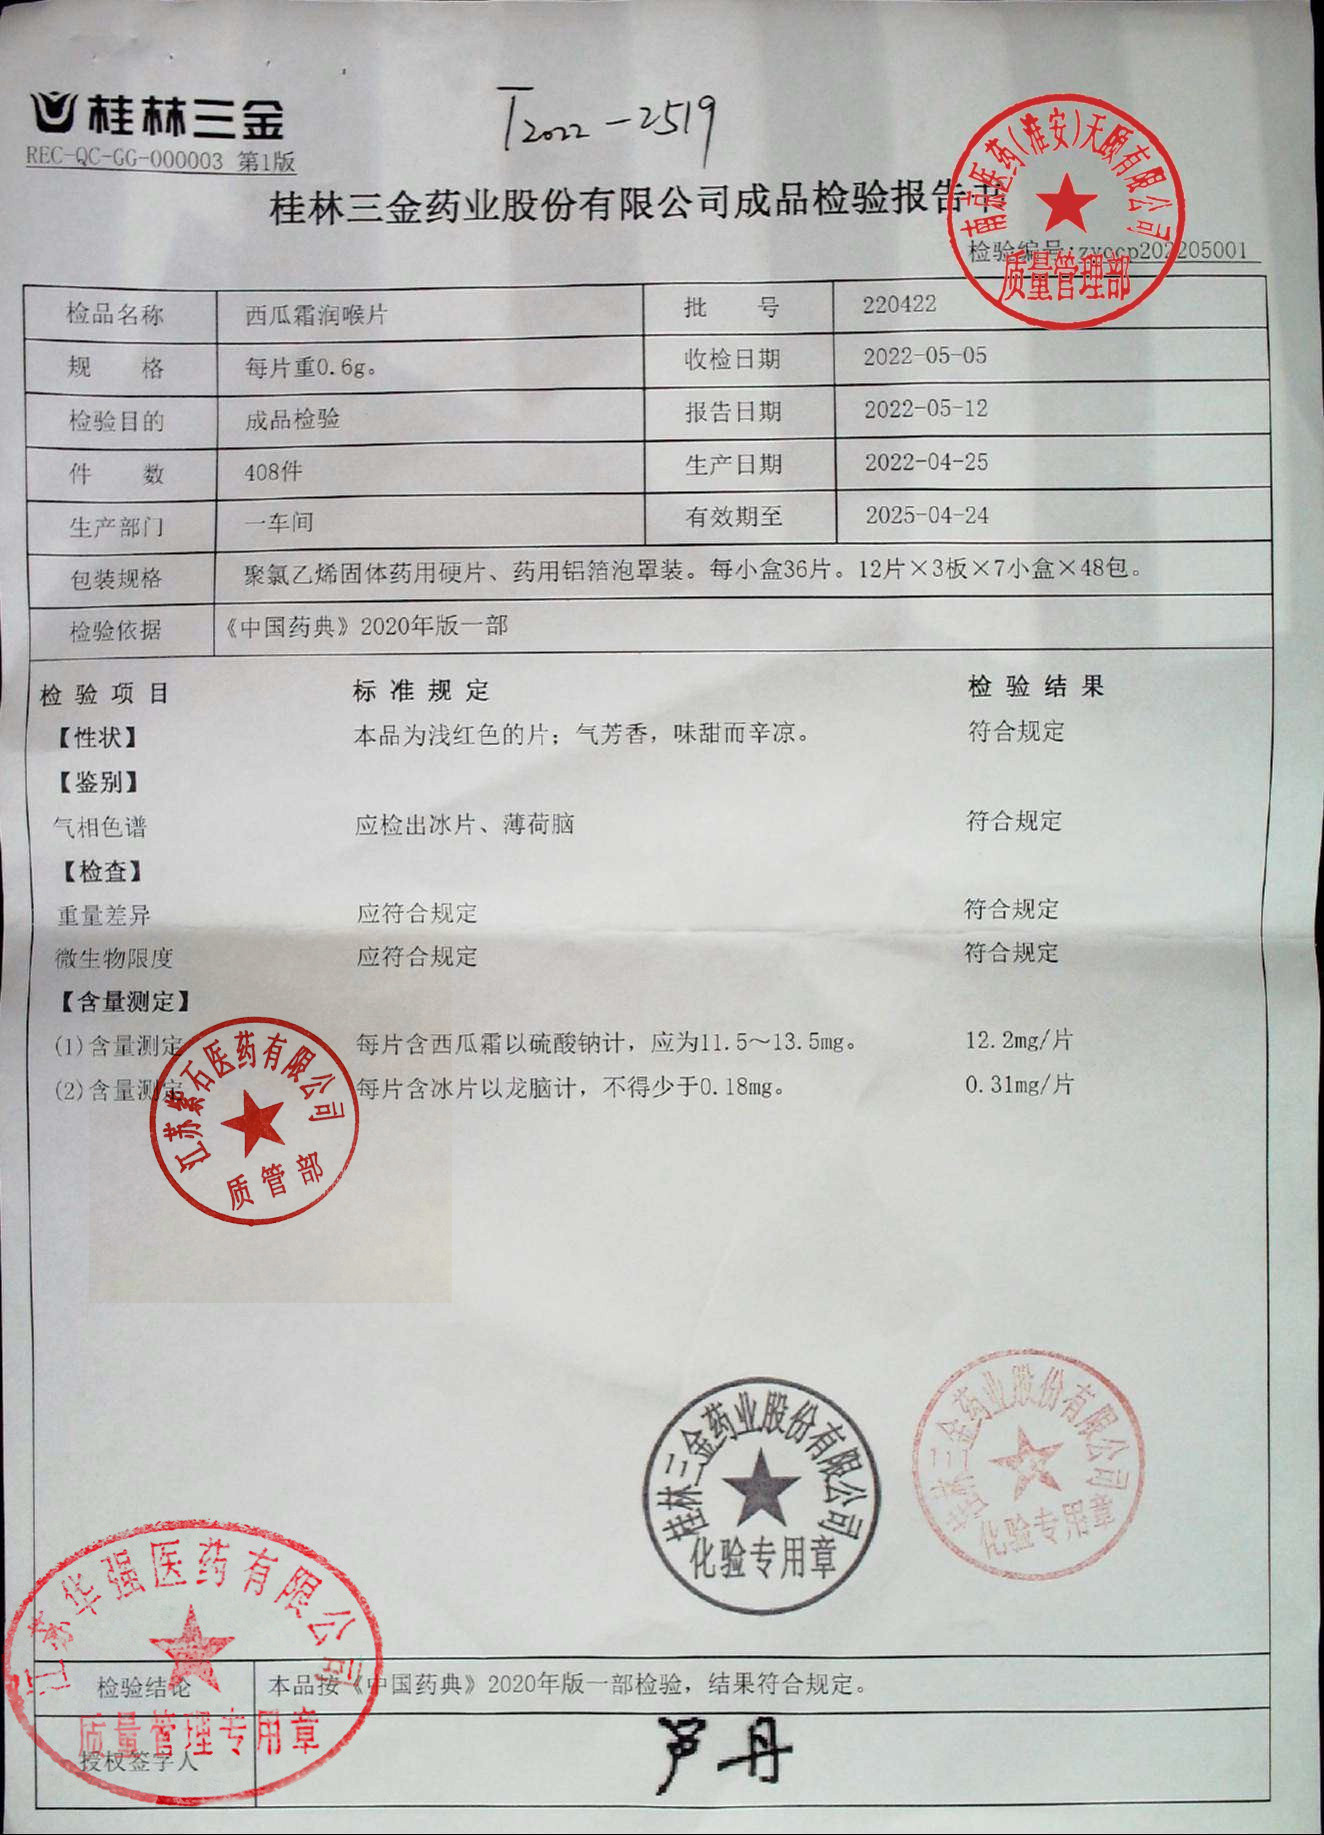 桂林三金
T2022-2519
REC-QC-GG-000003 第1版
桂林三金药业股份有限公司成品检验报告书
检验编号:zyccp202205001
南京医药(淮安)天颐有限公司
质量管理部
检品名称 西瓜霜润喉片 批 号 220422
规 格 每片重0.6g。 收检日期 2022-05-05
检验目的 成品检验 报告日期 2022-05-12
件 数 408件 生产日期 2022-04-25
生产部门 一车间 有效期至 2025-04-24
包装规格 聚氯乙烯固体药用硬片、药用铝箔泡罩装。每小盒36片。12片×3板×7小盒×48包。
检验依据 《中国药典》2020年版一部
检 验 项 目 标 准 规 定 检 验 结 果
【性状】 本品为浅红色的片；气芳香，味甜而辛凉。 符合规定
【鉴别】
气相色谱 应检出冰片、薄荷脑 符合规定
【检查】
重量差异 应符合规定 符合规定
微生物限度 应符合规定 符合规定
【含量测定】
(1)含量测定 每片含西瓜霜以硫酸钠计，应为11.5～13.5mg。 12.2mg/片
(2)含量测定 每片含冰片以龙脑计，不得少于0.18mg。 0.31mg/片
江苏紫石医药有限公司
质管部
桂林三金药业股份有限公司
化验专用章
桂林三金药业股份有限公司
化验专用章
江苏华强医药有限公司
质量管理专用章
检验结论 本品按《中国药典》2020年版一部检验，结果符合规定。
授权签字人 芦丹